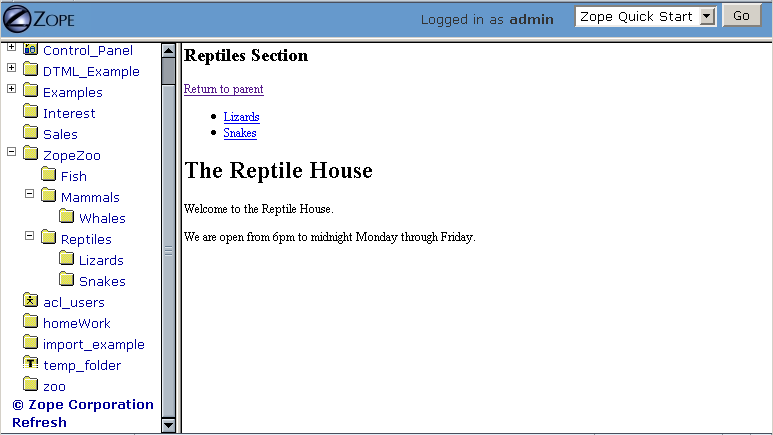 ZOPE
Logged in as admin
Zope Quick Start
Go
Control_Panel
DTML_Example
Examples
Interest
Sales
ZopeZoo
Fish
Mammals
Whales
Reptiles
Lizards
Snakes
acl_users
homeWork
import_example
temp_folder
zoo
© Zope Corporation
Refresh
Reptiles Section
Return to parent
Lizards
Snakes
The Reptile House
Welcome to the Reptile House.
We are open from 6pm to midnight Monday through Friday.